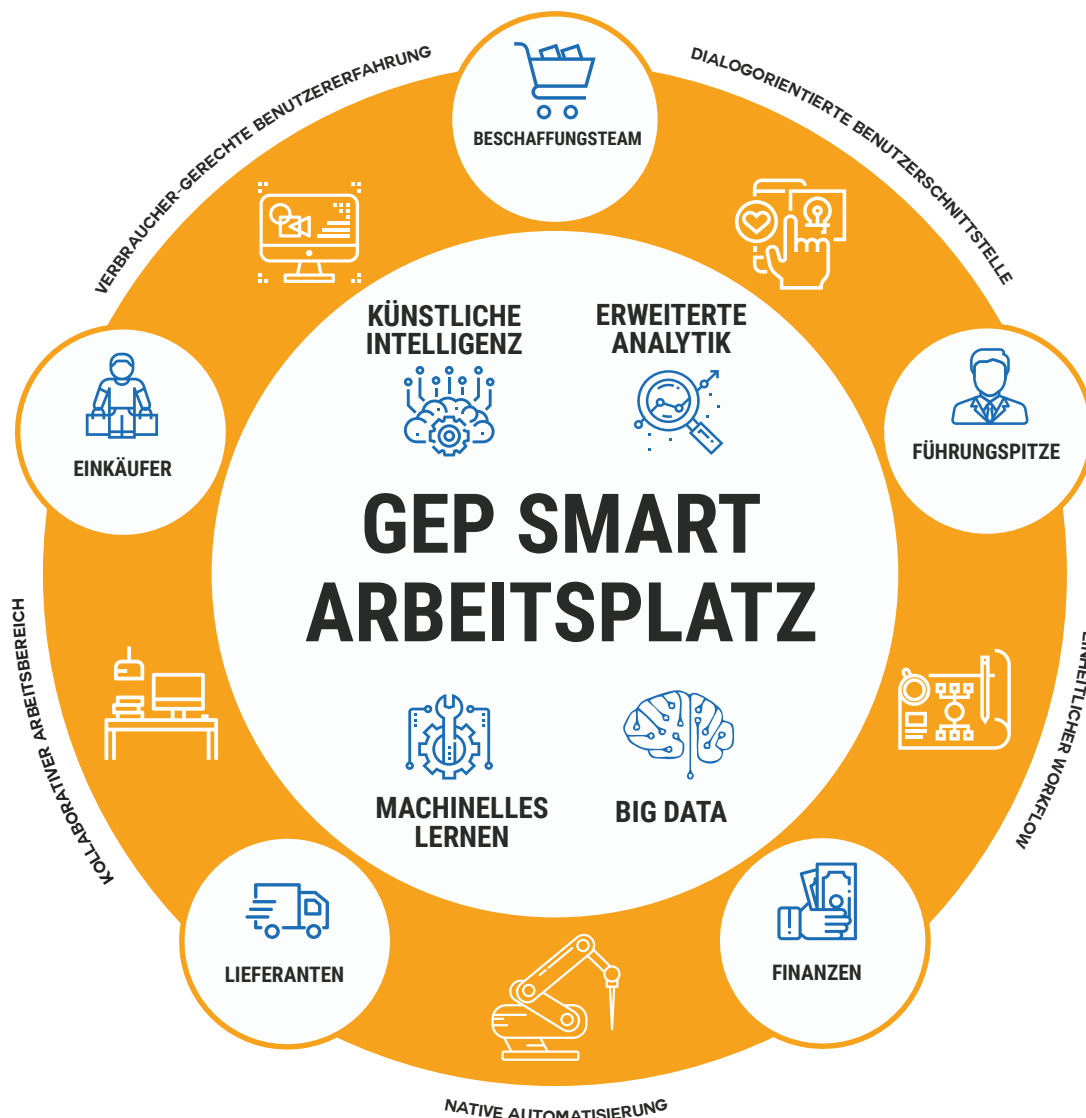 VERBRAUCHER-GERECHTE BENUTZERERFAHRUNG
DIALOGORIENTIERTE BENUTZERSCHNITTSTELLE
BESCHAFFUNGSTEAM
KÜNSTLICHE
INTELLIGENZ
ERWEITERTE
ANALYTIK
EINKÄUFER
FÜHRUNGSPITZE
GEP SMART
ARBEITSPLATZ
KOLLABORATIVER ARBEITSBEREICH
EINHEITLICHER WORKFLOW
MACHINELLES
LERNEN
BIG DATA
LIEFERANTEN
FINANZEN
NATIVE AUTOMATISIERUNG